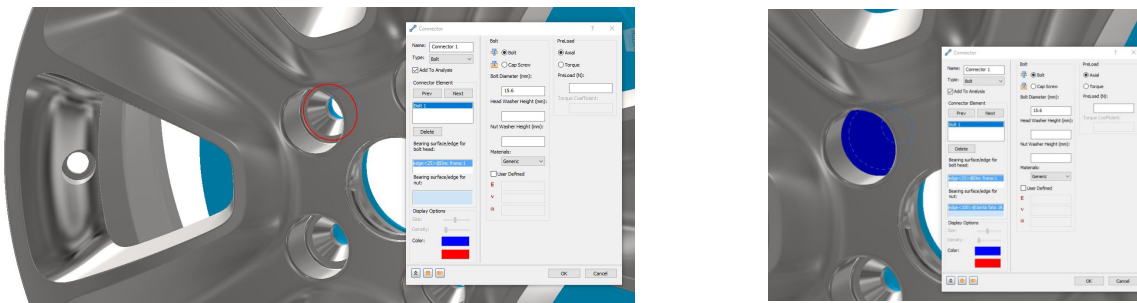 Connector
Name: Connector 1
Type: Bolt
Add To Analysis
Connector Element
Prev Next
Bolt 1
Delete
Bearing surface/edge for
bolt head:
Bearing surface/edge for
nut:
Display Options
Size:
Density:
Color:
Bolt
Bolt
Cap Screw
Bolt Diameter (mm):
15.6
Head Washer Height (mm):
Nut Washer Height (mm):
Materials:
Generic
User Defined
E
ν
α
PreLoad
Axial
Torque
PreLoad (N):
Torque Coefficient:
OK Cancel
Connector
Name: Connector 1
Type: Bolt
Add To Analysis
Connector Element
Prev Next
Bolt 1
Delete
Bearing surface/edge for
bolt head:
Bearing surface/edge for
nut:
Display Options
Size:
Density:
Color:
Bolt
Bolt
Cap Screw
Bolt Diameter (mm):
15.6
Head Washer Height (mm):
Nut Washer Height (mm):
Materials:
Generic
User Defined
E
ν
α
PreLoad
Axial
Torque
PreLoad (N):
Torque Coefficient:
OK Cancel